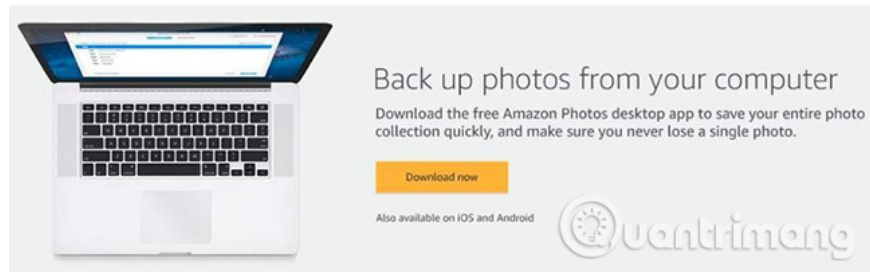 Back up photos from your computer
Download the free Amazon Photos desktop app to save your entire photo
collection quickly, and make sure you never lose a single photo.
Download now
Also available on iOS and Android
Quantrimang